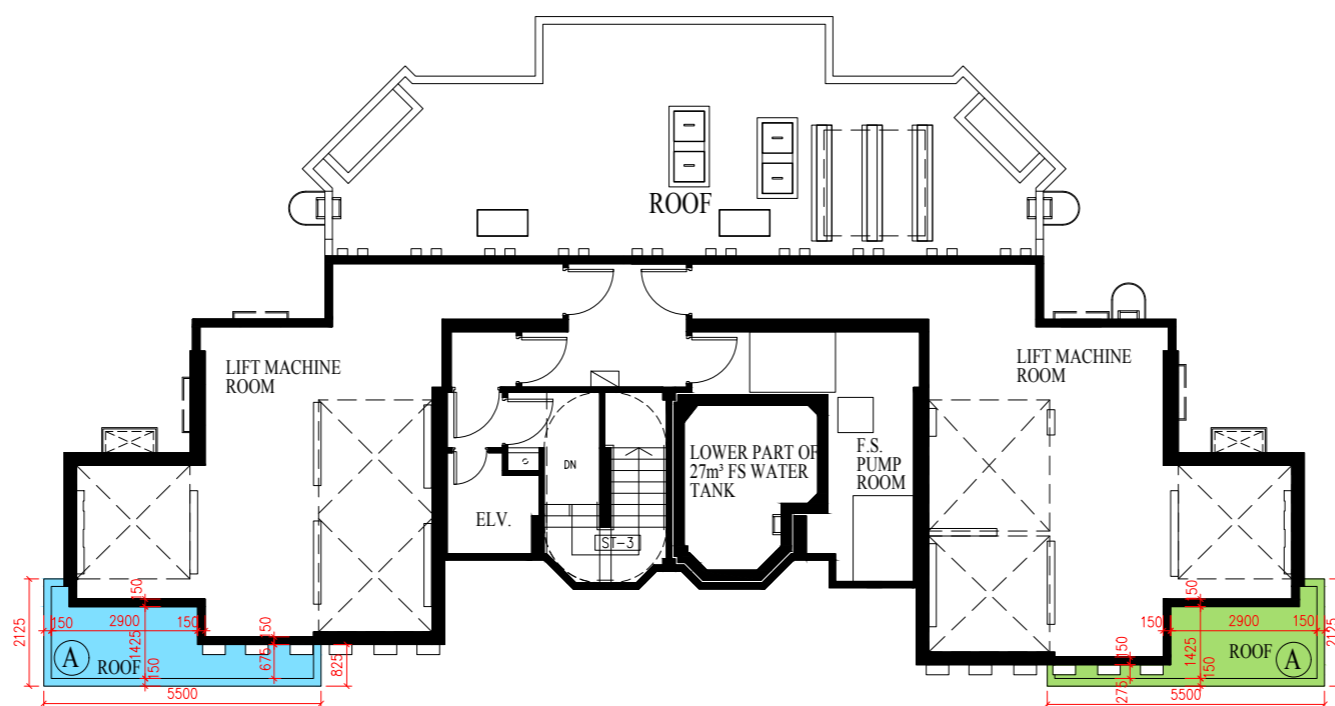 ROOF
LIFT MACHINE
ROOM
LIFT MACHINE
ROOM
DN
LOWER PART OF
27m³ FS WATER
TANK
F.S.
PUMP
ROOM
ELV.
ST-3
2125
150
150
2900
150
1425
150
150
675
825
A
ROOF
5500
150
150
2900
150
1425
150
150
275
2125
ROOF
A
5500